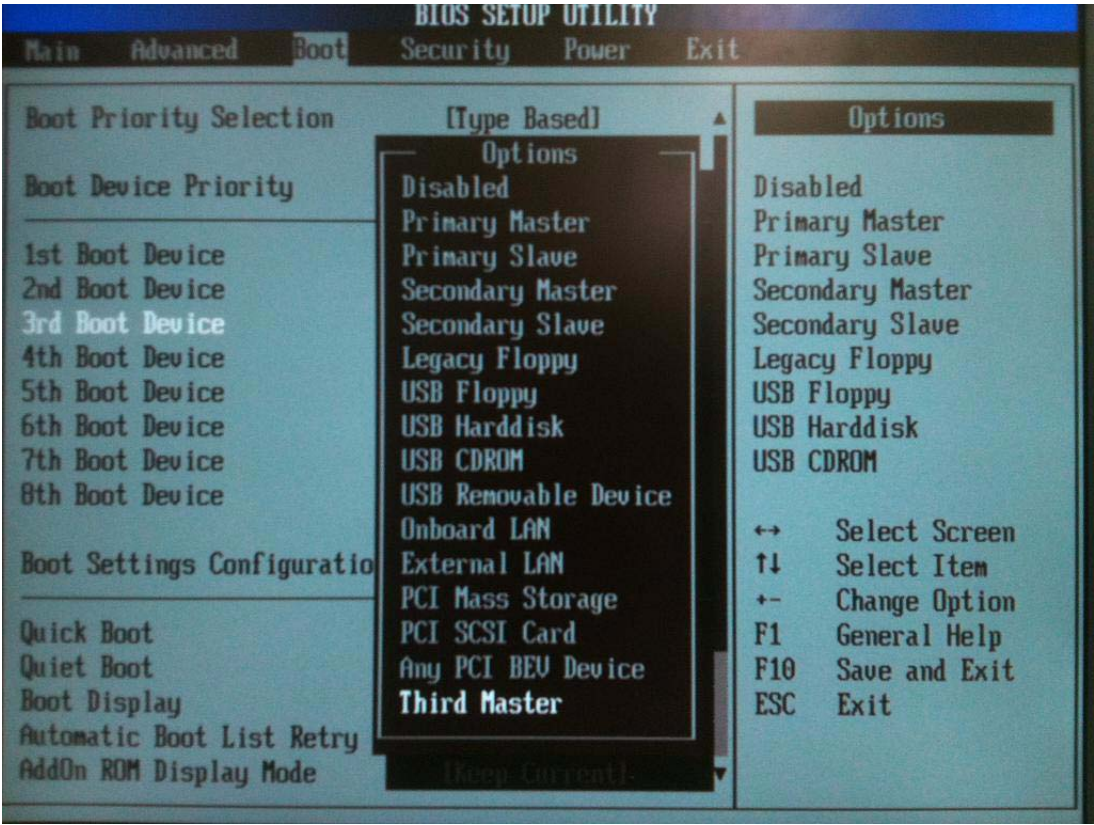 BIOS SETUP UTILITY
Main Advanced Boot Security Power Exit
Boot Priority Selection [Type Based]
Boot Device Priority
1st Boot Device
2nd Boot Device
3rd Boot Device
4th Boot Device
5th Boot Device
6th Boot Device
7th Boot Device
8th Boot Device
Boot Settings Configuratio
Quick Boot
Quiet Boot
Boot Display
Automatic Boot List Retry
AddOn ROM Display Mode [Keep Current]
Options
Disabled
Primary Master
Primary Slave
Secondary Master
Secondary Slave
Legacy Floppy
USB Floppy
USB Harddisk
USB CDROM
USB Removable Device
Onboard LAN
External LAN
PCI Mass Storage
PCI SCSI Card
Any PCI BEV Device
Third Master
Options
Disabled
Primary Master
Primary Slave
Secondary Master
Secondary Slave
Legacy Floppy
USB Floppy
USB Harddisk
USB CDROM
↔ Select Screen
↑↓ Select Item
+- Change Option
F1 General Help
F10 Save and Exit
ESC Exit